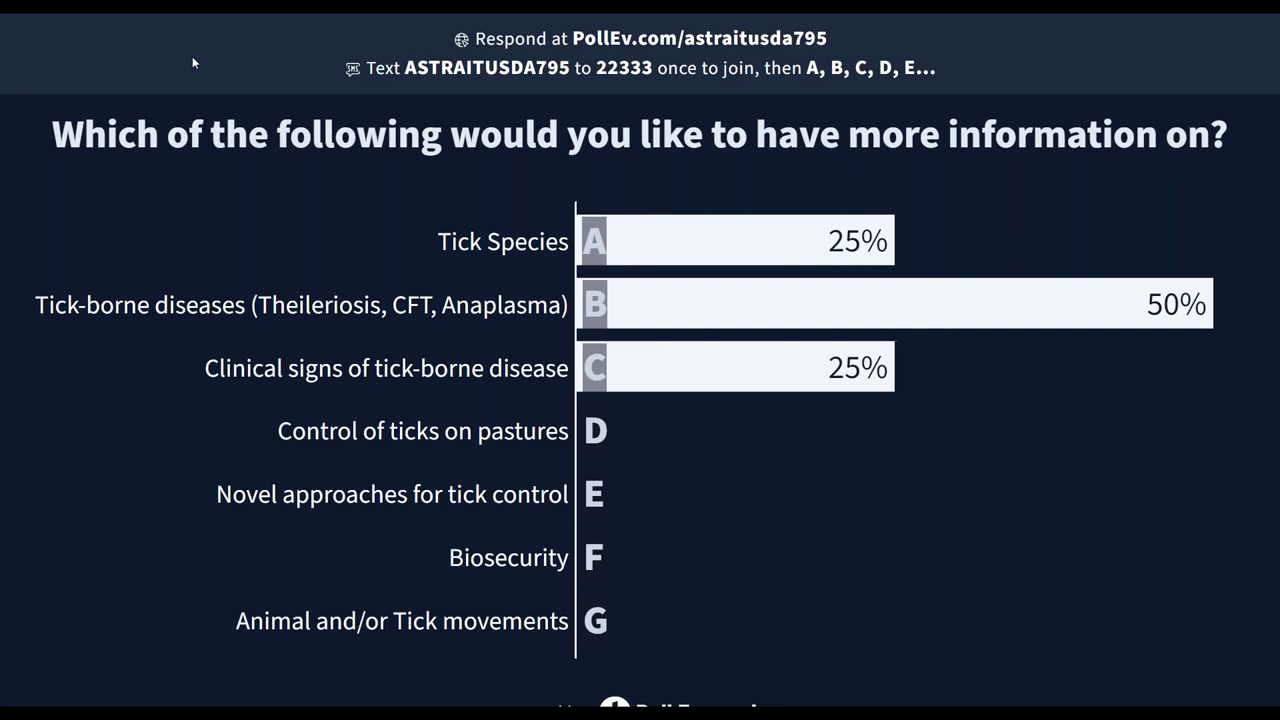 Respond at PollEv.com/astraitusda795
Text ASTRAITUSDA795 to 22333 once to join, then A, B, C, D, E...
Which of the following would you like to have more information on?
Tick Species A 25%
Tick-borne diseases (Theileriosis, CFT, Anaplasma) B 50%
Clinical signs of tick-borne disease C 25%
Control of ticks on pastures D
Novel approaches for tick control E
Biosecurity F
Animal and/or Tick movements G